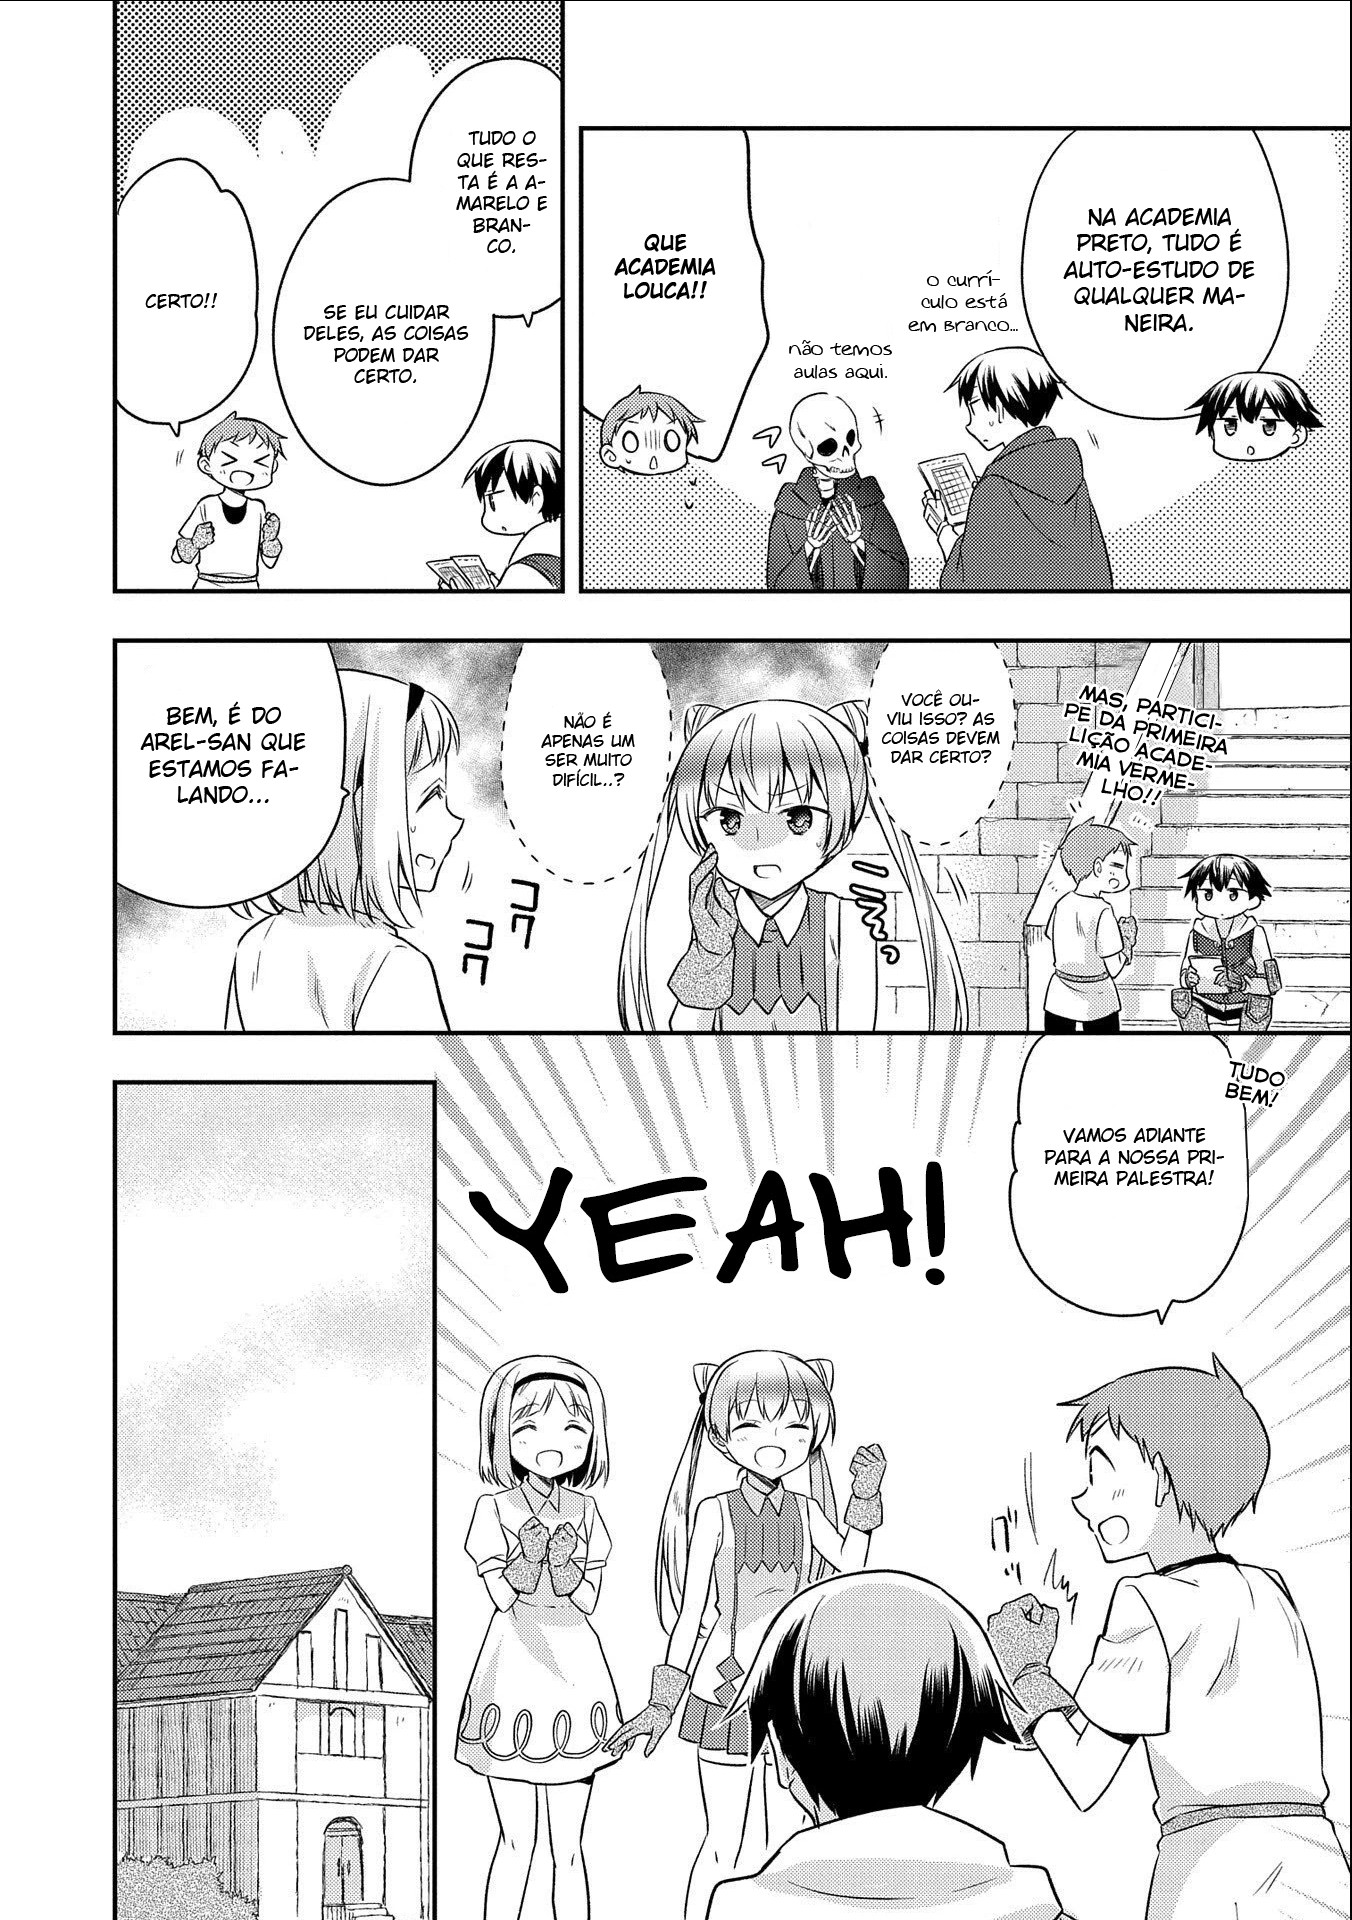 NA ACADEMIA
PRETO, TUDO É
AUTO-ESTUDO DE
QUALQUER MA-
NEIRA.
o currí-
culo está
em Branco...
não temos
aulas aqui.
QUE
ACADEMIA
LOUCA!!
TUDO O
QUE RES-
TA É A A-
MARELO E
BRAN-
CO.
SE EU CUIDAR
DELES, AS COISAS
PODEM DAR
CERTO.
CERTO!!
MAS, PARTICI-
PE DA PRIMEIRA
LIÇÃO ACADE-
MIA VERME-
LHO!!
VOCÊ OU-
VIU ISSO? AS
COISAS DEVEM
DAR CERTO?
NÃO É
APENAS UM
SER MUITO
DIFÍCIL..?
コソ
コソ
BEM, É DO
AREL-SAN QUE
ESTAMOS FA-
LANDO...
TUDO
BEM!
VAMOS ADIANTE
PARA A NOSSA PRI-
MEIRA PALESTRA!
YEAH!